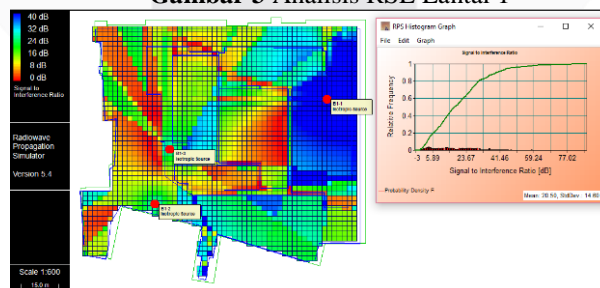 Gambar 5 Analisis RSL Lantai 1
40 dB
32 dB
24 dB
16 dB
8 dB
0 dB
Signal to
Interference Ratio
Radiowave
Propagation
Simulator
Version 5.4
Scale 1:600
15.0 m
B1.1
Isotropic Source
Isotropic Source
Isotropic Source
RPS Histogram Graph
File Edit Graph
Signal to Interference Ratio
Relative Frequency
1
0.8
0.6
0.4
0.2
0
-3 5.89 23.67 41.46 59.24 77.02
Signal to Interference Ratio [dB]
Probability Density F